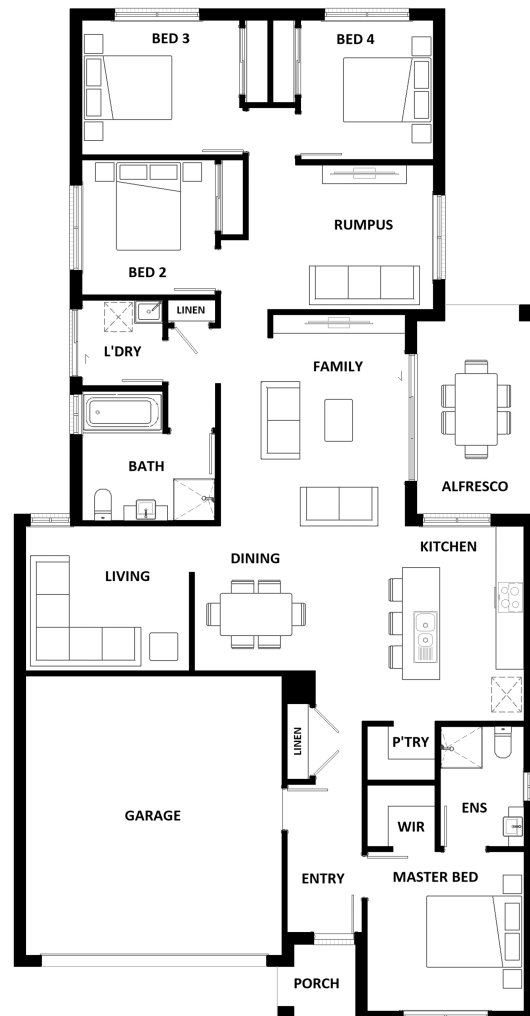 BED 3
BED 4
RUMPUS
BED 2
LINEN
L'DRY
FAMILY
BATH
ALFRESCO
KITCHEN
DINING
LIVING
LINEN
P'TRY
GARAGE
ENS
WIR
ENTRY
MASTER BED
PORCH